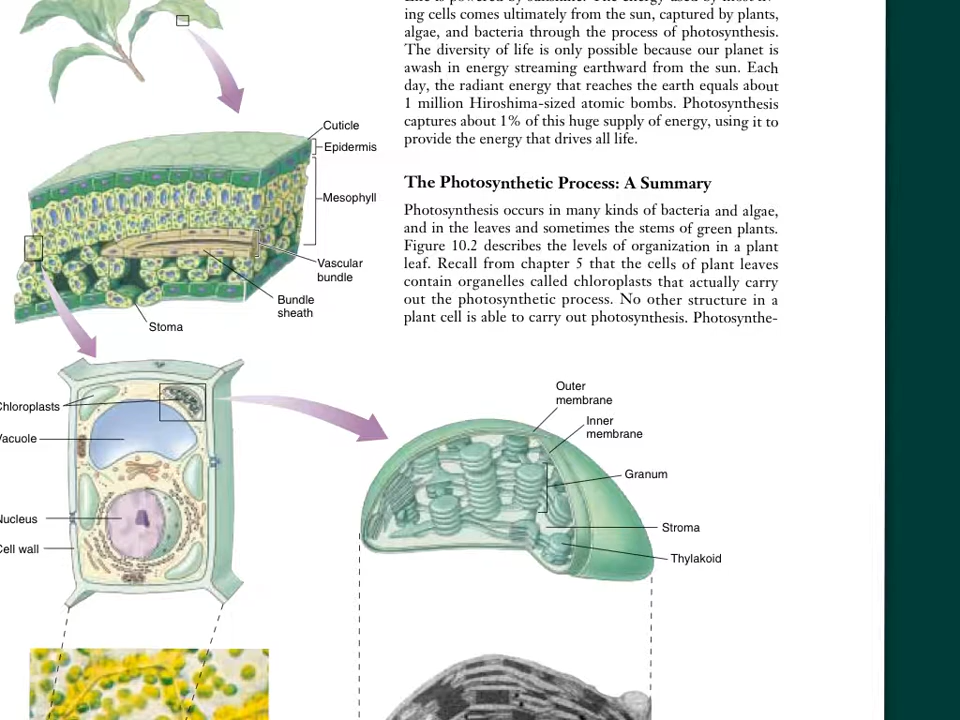 ing cells comes ultimately from the sun, captured by plants,
algae, and bacteria through the process of photosynthesis.
The diversity of life is only possible because our planet is
awash in energy streaming earthward from the sun. Each
day, the radiant energy that reaches the earth equals about
1 million Hiroshima-sized atomic bombs. Photosynthesis
captures about 1% of this huge supply of energy, using it to
provide the energy that drives all life.
The Photosynthetic Process: A Summary
Photosynthesis occurs in many kinds of bacteria and algae,
and in the leaves and sometimes the stems of green plants.
Figure 10.2 describes the levels of organization in a plant
leaf. Recall from chapter 5 that the cells of plant leaves
contain organelles called chloroplasts that actually carry
out the photosynthetic process. No other structure in a
plant cell is able to carry out photosynthesis. Photosynthe-
Cuticle
Epidermis
Mesophyll
Vascular
bundle
Bundle
sheath
Stoma
Chloroplasts
Vacuole
Nucleus
Cell wall
Outer
membrane
Inner
membrane
Granum
Stroma
Thylakoid